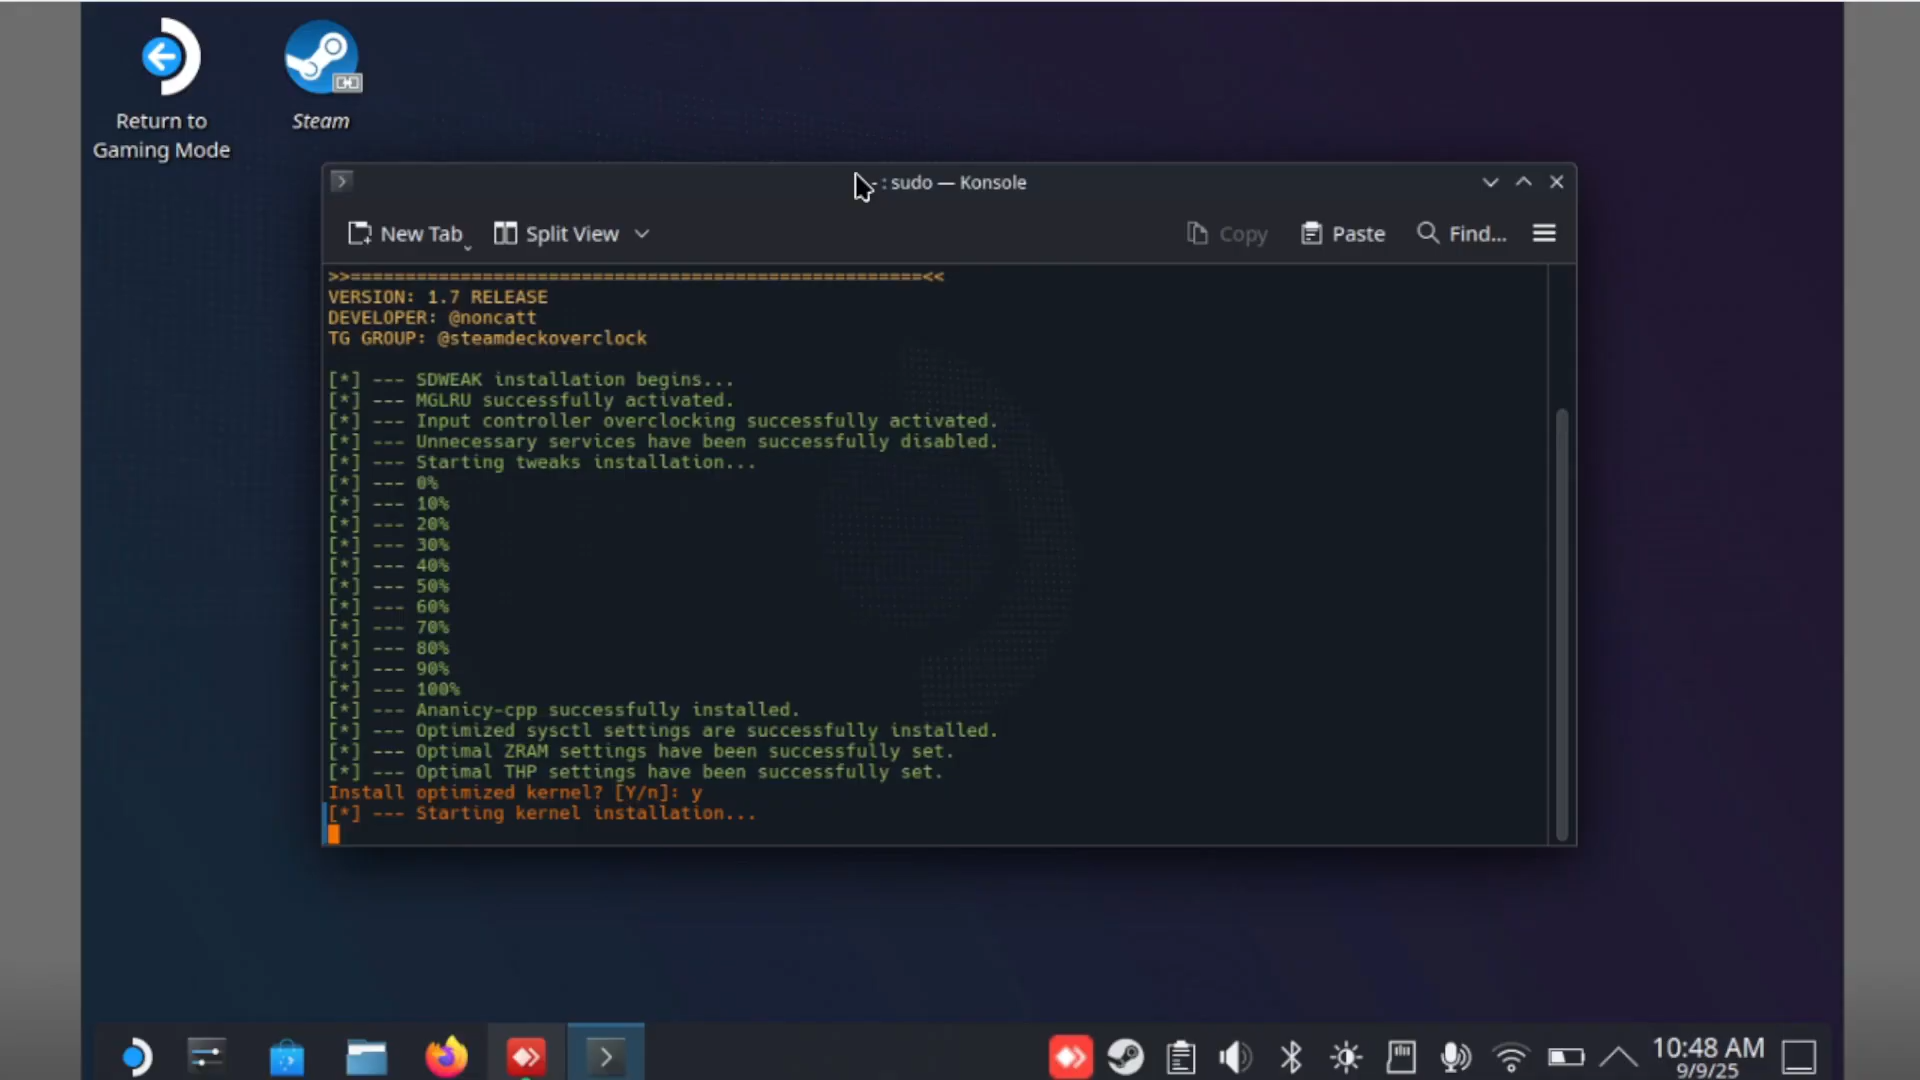 Return to
Gaming Mode
Steam
: sudo — Konsole
New Tab
Split View
Copy
Paste
Find...
>>====================================================<<
VERSION: 1.7 RELEASE
DEVELOPER: @noncatt
TG GROUP: @steamdeckoverclock
[*] --- SDWEAK installation begins...
[*] --- MGLRU successfully activated.
[*] --- Input controller overclocking successfully activated.
[*] --- Unnecessary services have been successfully disabled.
[*] --- Starting tweaks installation...
[*] --- 0%
[*] --- 10%
[*] --- 20%
[*] --- 30%
[*] --- 40%
[*] --- 50%
[*] --- 60%
[*] --- 70%
[*] --- 80%
[*] --- 90%
[*] --- 100%
[*] --- Ananicy-cpp successfully installed.
[*] --- Optimized sysctl settings are successfully installed.
[*] --- Optimal ZRAM settings have been successfully set.
[*] --- Optimal THP settings have been successfully set.
Install optimized kernel? [Y/n]: y
[*] --- Starting kernel installation...
10:48 AM
9/9/25